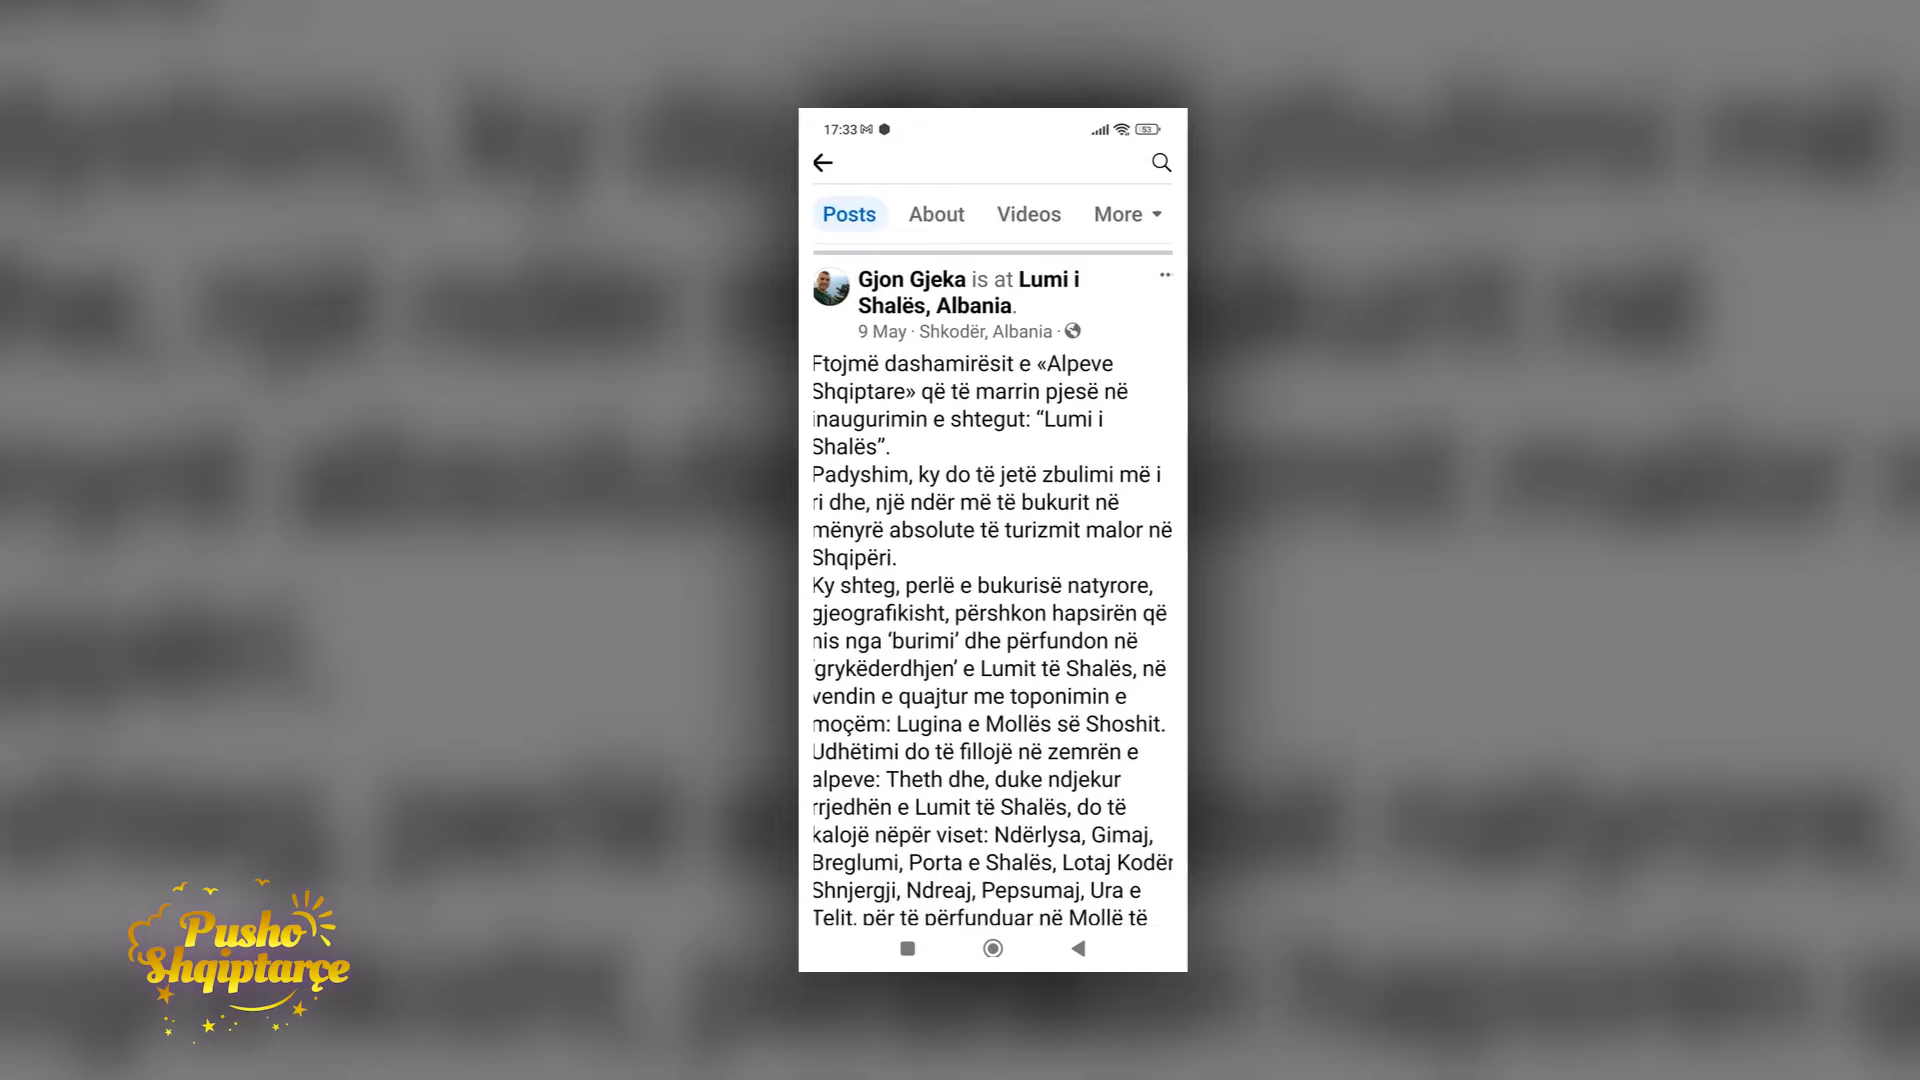 17:33
53
Posts About Videos More
Gjon Gjeka is at Lumi i
Shalës, Albania.
9 May · Shkodër, Albania ·
Ftojmë dashamirësit e «Alpeve
Shqiptare» që të marrin pjesë në
inaugurimin e shtegut: “Lumi i
Shalës”.
Padyshim, ky do të jetë zbulimi më i
ri dhe, një ndër më të bukurit në
mënyrë absolute të turizmit malor në
Shqipëri.
Ky shteg, perlë e bukurisë natyrore,
gjeografikisht, përshkon hapsirën që
nis nga ‘burimi’ dhe përfundon në
‘grykëderdhjen’ e Lumit të Shalës, në
vendin e quajtur me toponimin e
moçëm: Lugina e Mollës së Shoshit.
Udhëtimi do të fillojë në zemrën e
alpeve: Theth dhe, duke ndjekur
rrjedhën e Lumit të Shalës, do të
kalojë nëpër viset: Ndërlysa, Gimaj,
Breglumi, Porta e Shalës, Lotaj Kodër
Shnjergji, Ndreaj, Pepsumaj, Ura e
Telit, për të përfunduar në Mollë të
Pusho
Shqiptarçe